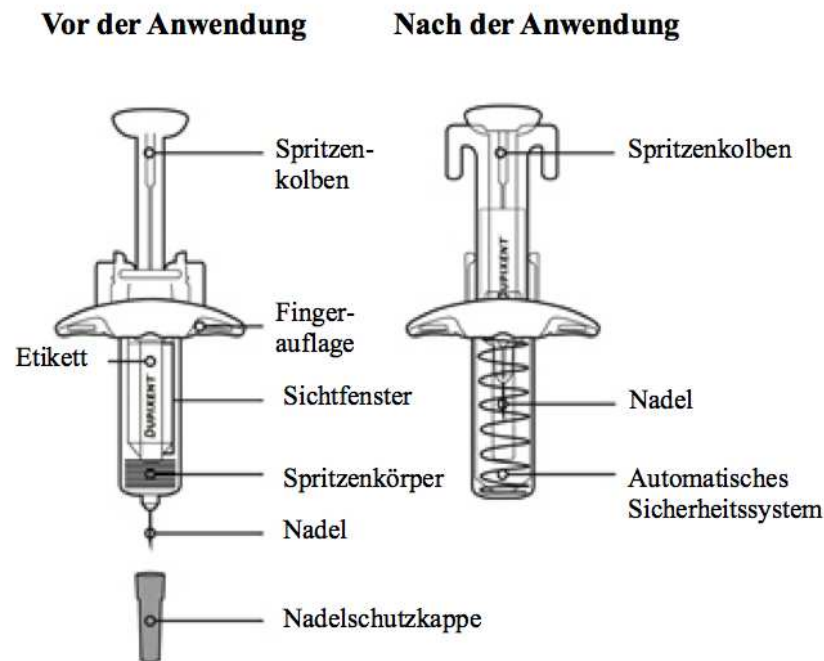 Vor der Anwendung
Nach der Anwendung
Spritzen-
kolben
Finger-
auflage
Etikett
Sichtfenster
DUPIXENT
Spritzenkörper
Nadel
Nadelschutzkappe
Spritzenkolben
DUPIXENT
Nadel
Automatisches
Sicherheitssystem